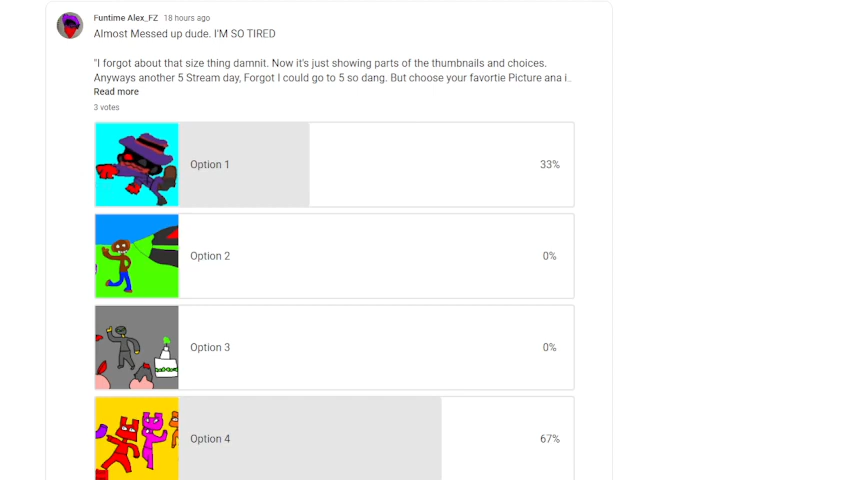 Funtime Alex_FZ 18 hours ago
Almost Messed up dude. I'M SO TIRED
"I forgot about that size thing damnit. Now it's just showing parts of the thumbnails and choices.
Anyways another 5 Stream day, Forgot I could go to 5 so dang. But choose your favortie Picture ana i..
Read more
3 votes
Option 1 33%
Option 2 0%
Option 3 0%
Option 4 67%